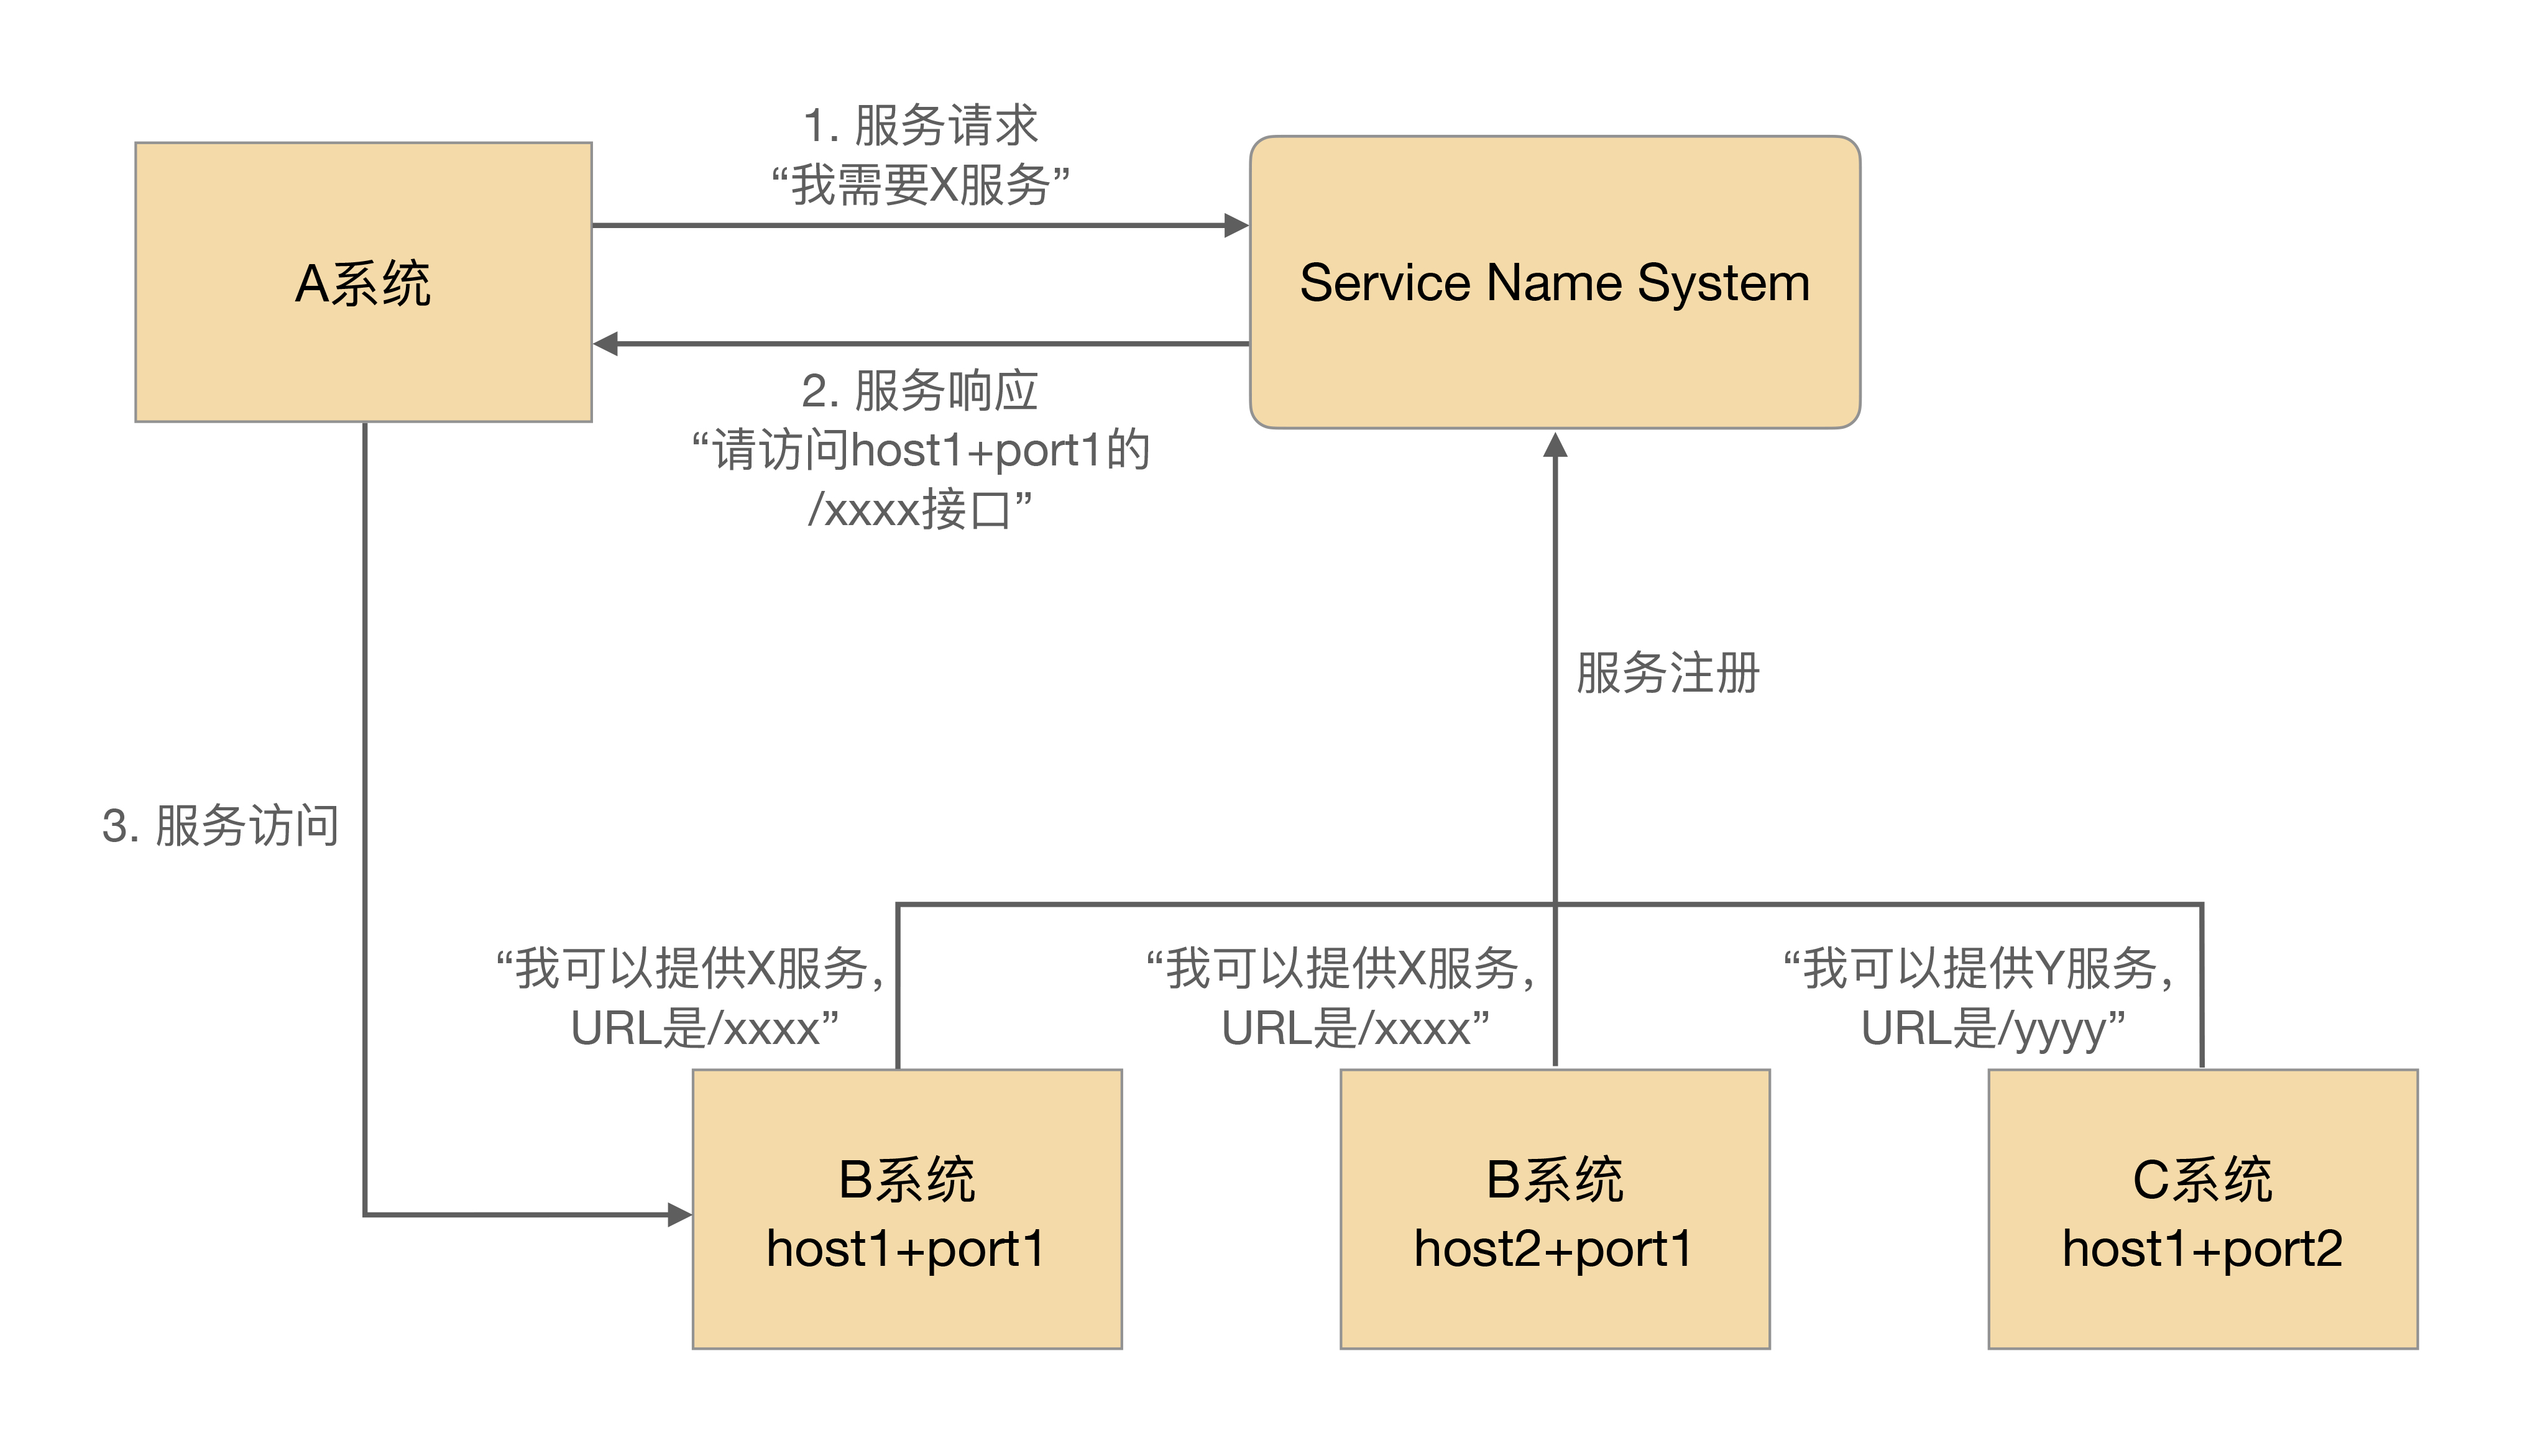 1. 服务请求
“我需要X服务”
A系统
Service Name System
2. 服务响应
“请访问host1+port1的
/xxxx接口”
服务注册
3. 服务访问
“我可以提供X服务，
URL是/xxxx”
“我可以提供X服务，
URL是/xxxx”
“我可以提供Y服务，
URL是/yyyy”
B系统
host1+port1
B系统
host2+port1
C系统
host1+port2